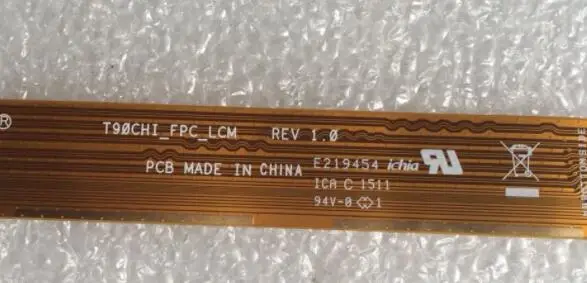 ®
T90CHI_FPC_LCM REV 1.0
PCB MADE IN CHINA E219454 ichia
ICA C 1511
94V-0 1